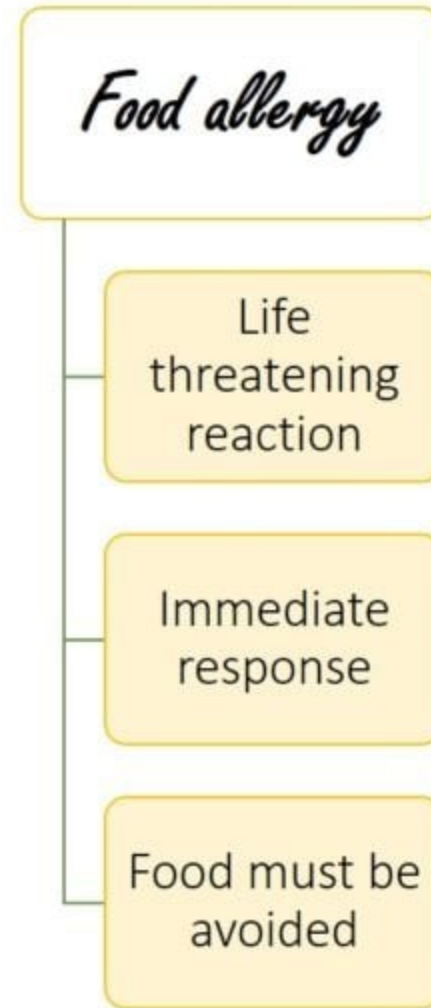 Food allergy
Life
threatening
reaction
Immediate
response
Food must be
avoided